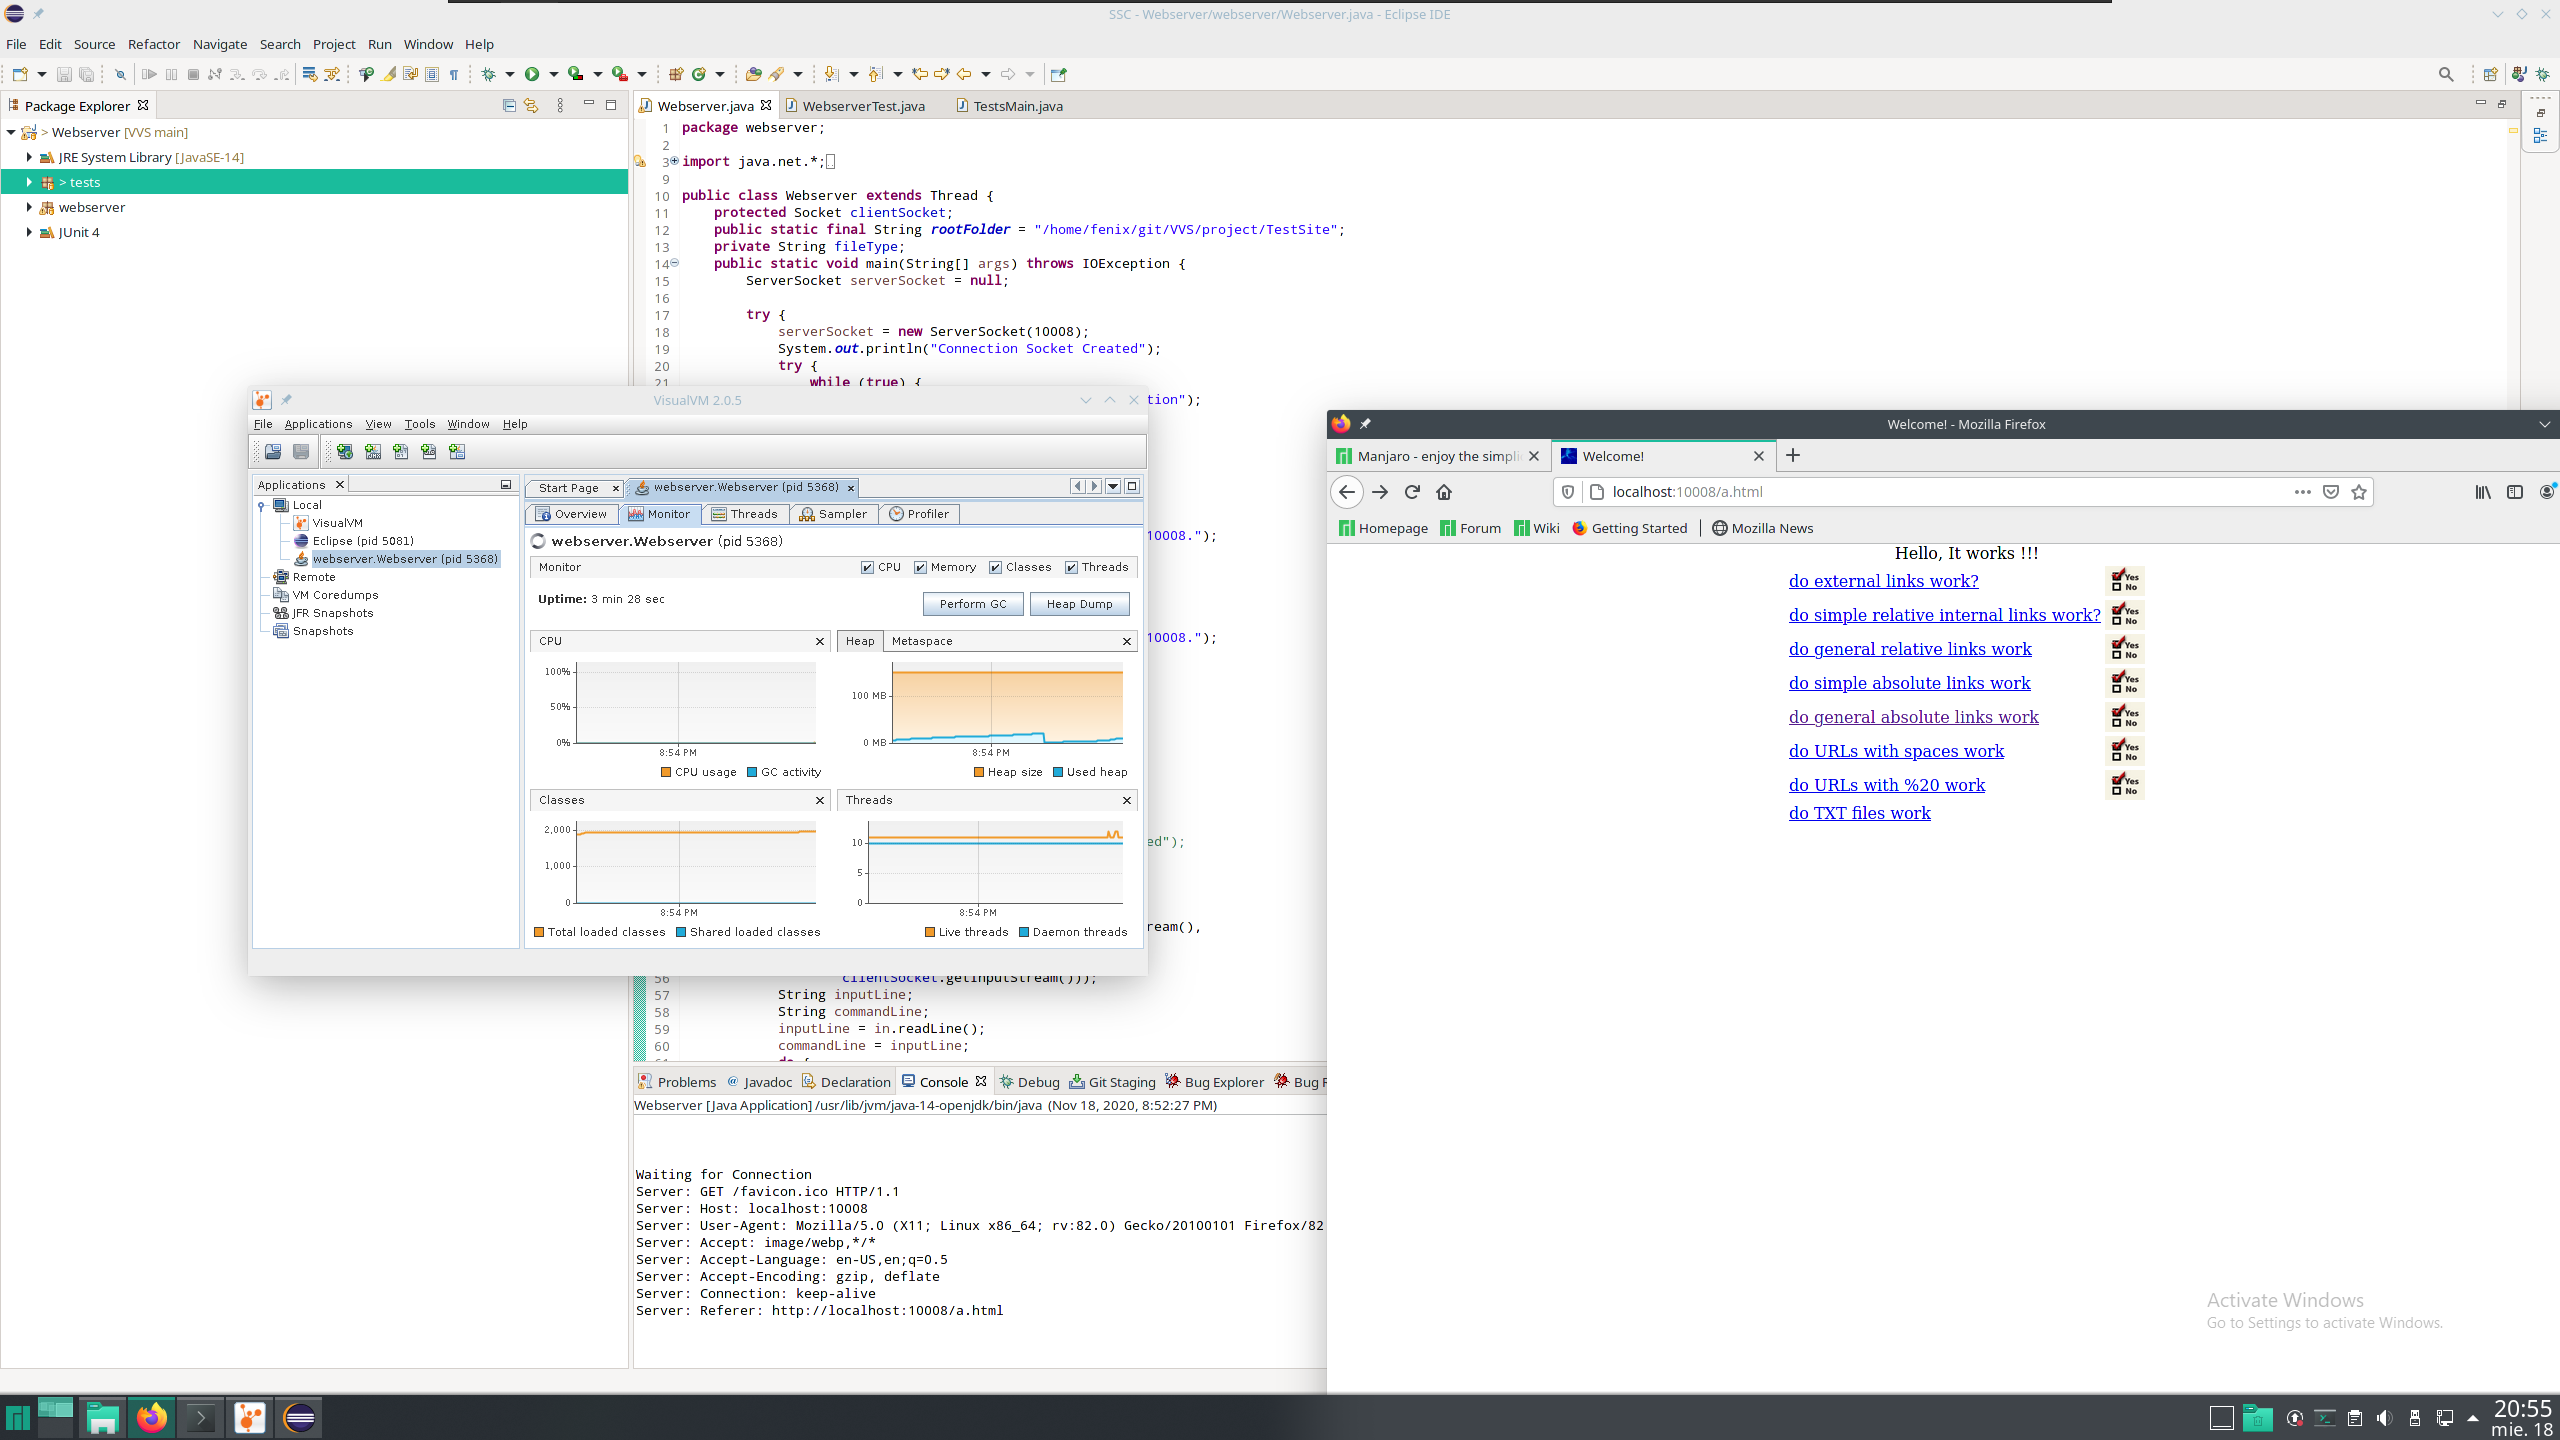 SSC - Webserver/webserver/Webserver.java - Eclipse IDE
File Edit Source Refactor Navigate Search Project Run Window Help
Package Explorer
> Webserver [VVS main]
JRE System Library [JavaSE-14]
> tests
webserver
JUnit 4
Webserver.java WebserverTest.java TestsMain.java
1 package webserver;
2
3 import java.net.*;
9
10 public class Webserver extends Thread {
11 protected Socket clientSocket;
12 public static final String rootFolder = "/home/fenix/git/VVS/project/TestSite";
13 private String fileType;
14 public static void main(String[] args) throws IOException {
15 ServerSocket serverSocket = null;
16
17 try {
18 serverSocket = new ServerSocket(10008);
19 System.out.println("Connection Socket Created");
20 try {
21 while (true) {
tion");
10008.");
10008.");
ed");
ream(),
56 clientSocket.getInputStream()));
57 String inputLine;
58 String commandLine;
59 inputLine = in.readLine();
60 commandLine = inputLine;
61 do {
VisualVM 2.0.5
File Applications View Tools Window Help
Applications
Local
VisualVM
Eclipse (pid 5081)
webserver.Webserver (pid 5368)
Remote
VM Coredumps
JFR Snapshots
Snapshots
Start Page webserver.Webserver (pid 5368)
Overview Monitor Threads Sampler Profiler
webserver.Webserver (pid 5368)
Monitor CPU Memory Classes Threads
Uptime: 3 min 28 sec Perform GC Heap Dump
CPU
100%
50%
0%
8:54 PM
CPU usage GC activity
Heap Metaspace
100 MB
0 MB
8:54 PM
Heap size Used heap
Classes
2,000
1,000
0
8:54 PM
Total loaded classes Shared loaded classes
Threads
10
5
0
8:54 PM
Live threads Daemon threads
Problems @ Javadoc Declaration Console Debug Git Staging Bug Explorer Bug
Webserver [Java Application] /usr/lib/jvm/java-14-openjdk/bin/java (Nov 18, 2020, 8:52:27 PM)
Waiting for Connection
Server: GET /favicon.ico HTTP/1.1
Server: Host: localhost:10008
Server: User-Agent: Mozilla/5.0 (X11; Linux x86_64; rv:82.0) Gecko/20100101 Firefox/82
Server: Accept: image/webp,*/*
Server: Accept-Language: en-US,en;q=0.5
Server: Accept-Encoding: gzip, deflate
Server: Connection: keep-alive
Server: Referer: http://localhost:10008/a.html
Welcome! - Mozilla Firefox
Manjaro - enjoy the simpli Welcome!
localhost:10008/a.html
Homepage Forum Wiki Getting Started Mozilla News
Hello, It works !!!
do external links work? Yes No
do simple relative internal links work? Yes No
do general relative links work Yes No
do simple absolute links work Yes No
do general absolute links work Yes No
do URLs with spaces work Yes No
do URLs with %20 work Yes No
do TXT files work
Activate Windows
Go to Settings to activate Windows.
20:55
mie. 18